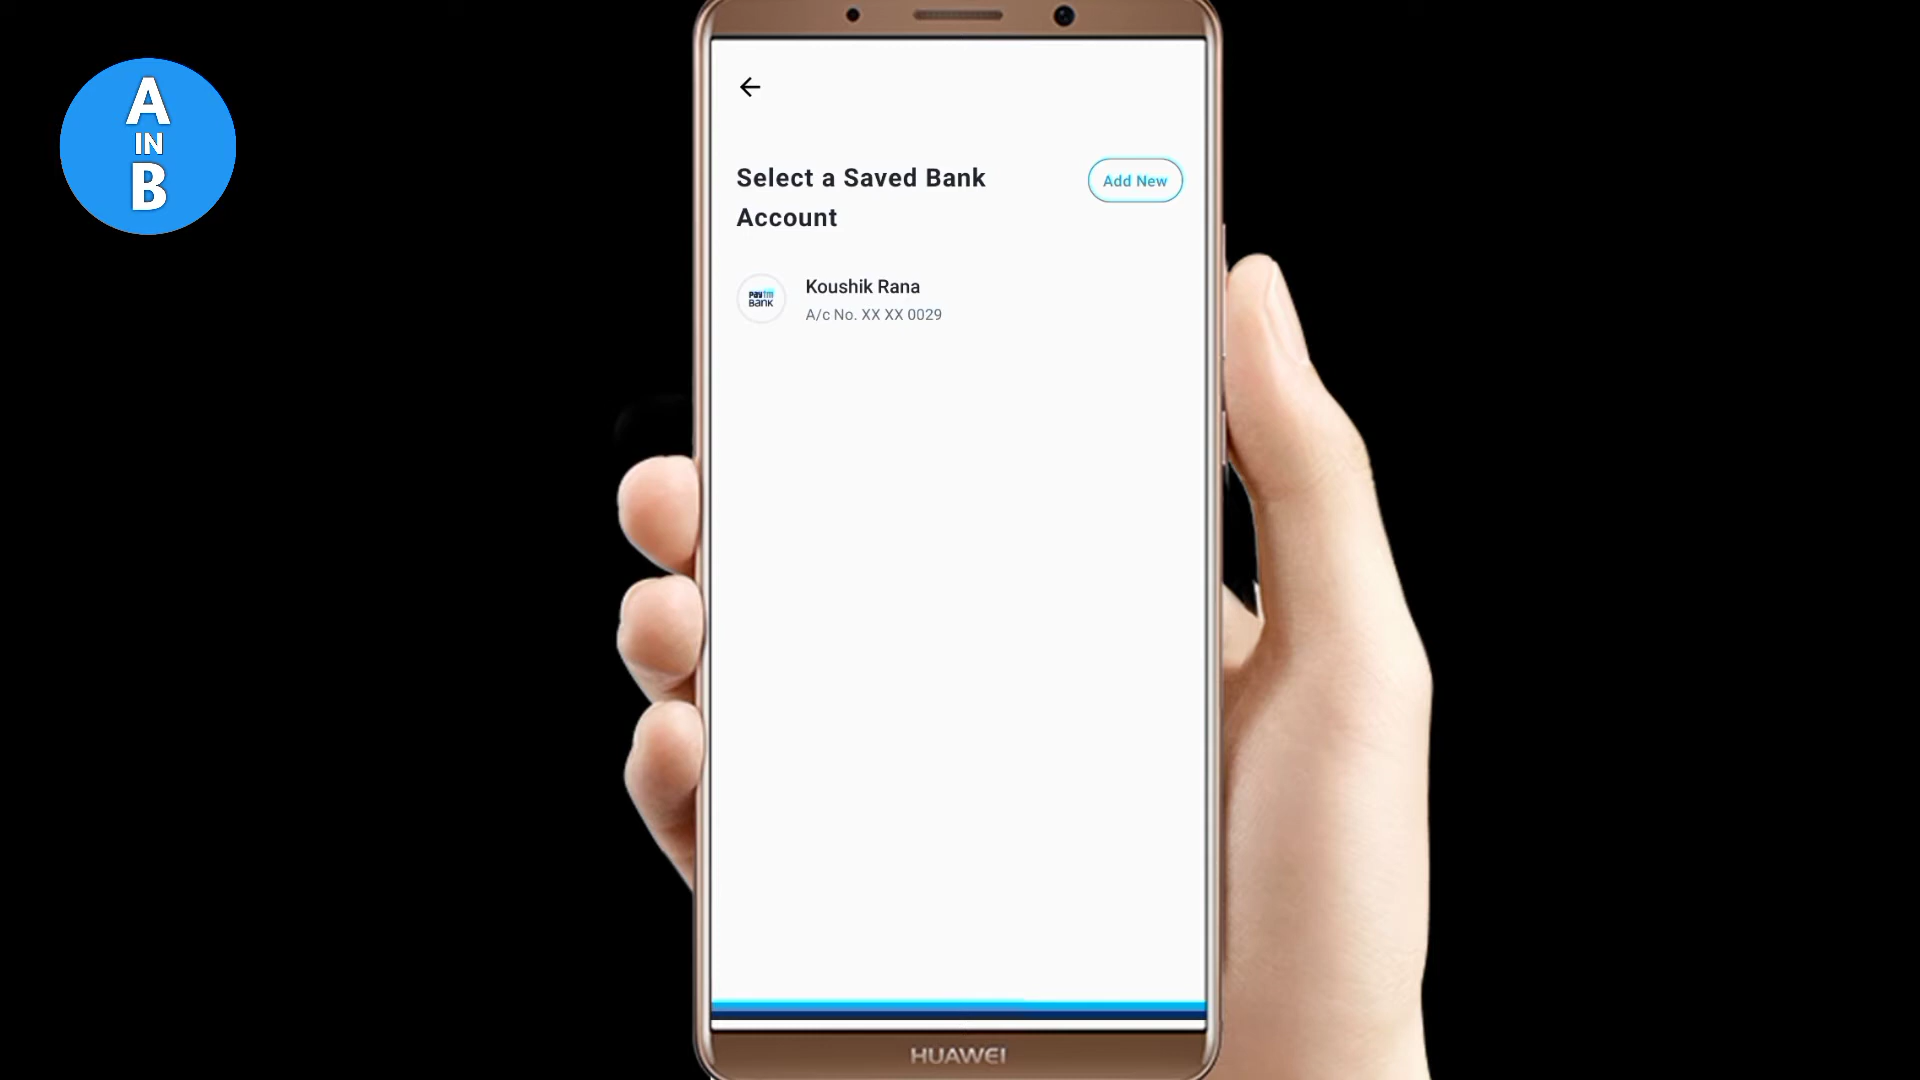 A
IN
B
Select a Saved Bank
Account
Add New
Paytm
Bank
Koushik Rana
A/c No. XX XX 0029
HUAWEI